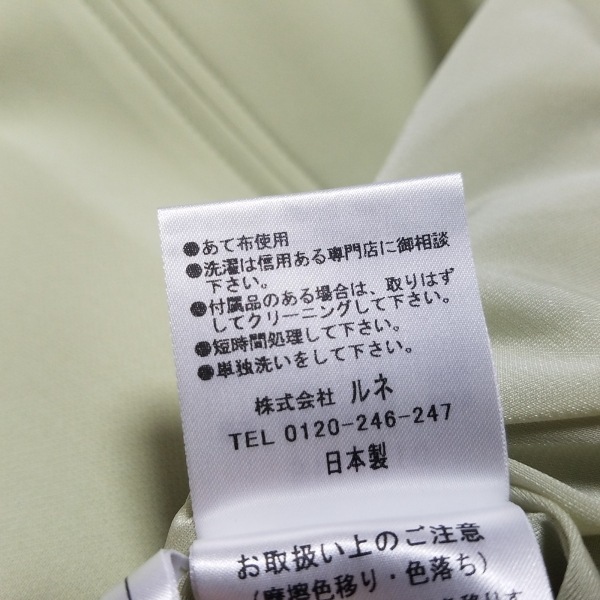 ●あて布使用
●洗濯は信用ある専門店に御相談
下さい。
●付属品のある場合は、取りはず
してクリーニングして下さい。
●短時間処理して下さい。
●単独洗いをして下さい。
株式会社 ルネ
TEL 0120-246-247
日本製
お取扱い上のご注意
(摩擦色移り・色落ち)